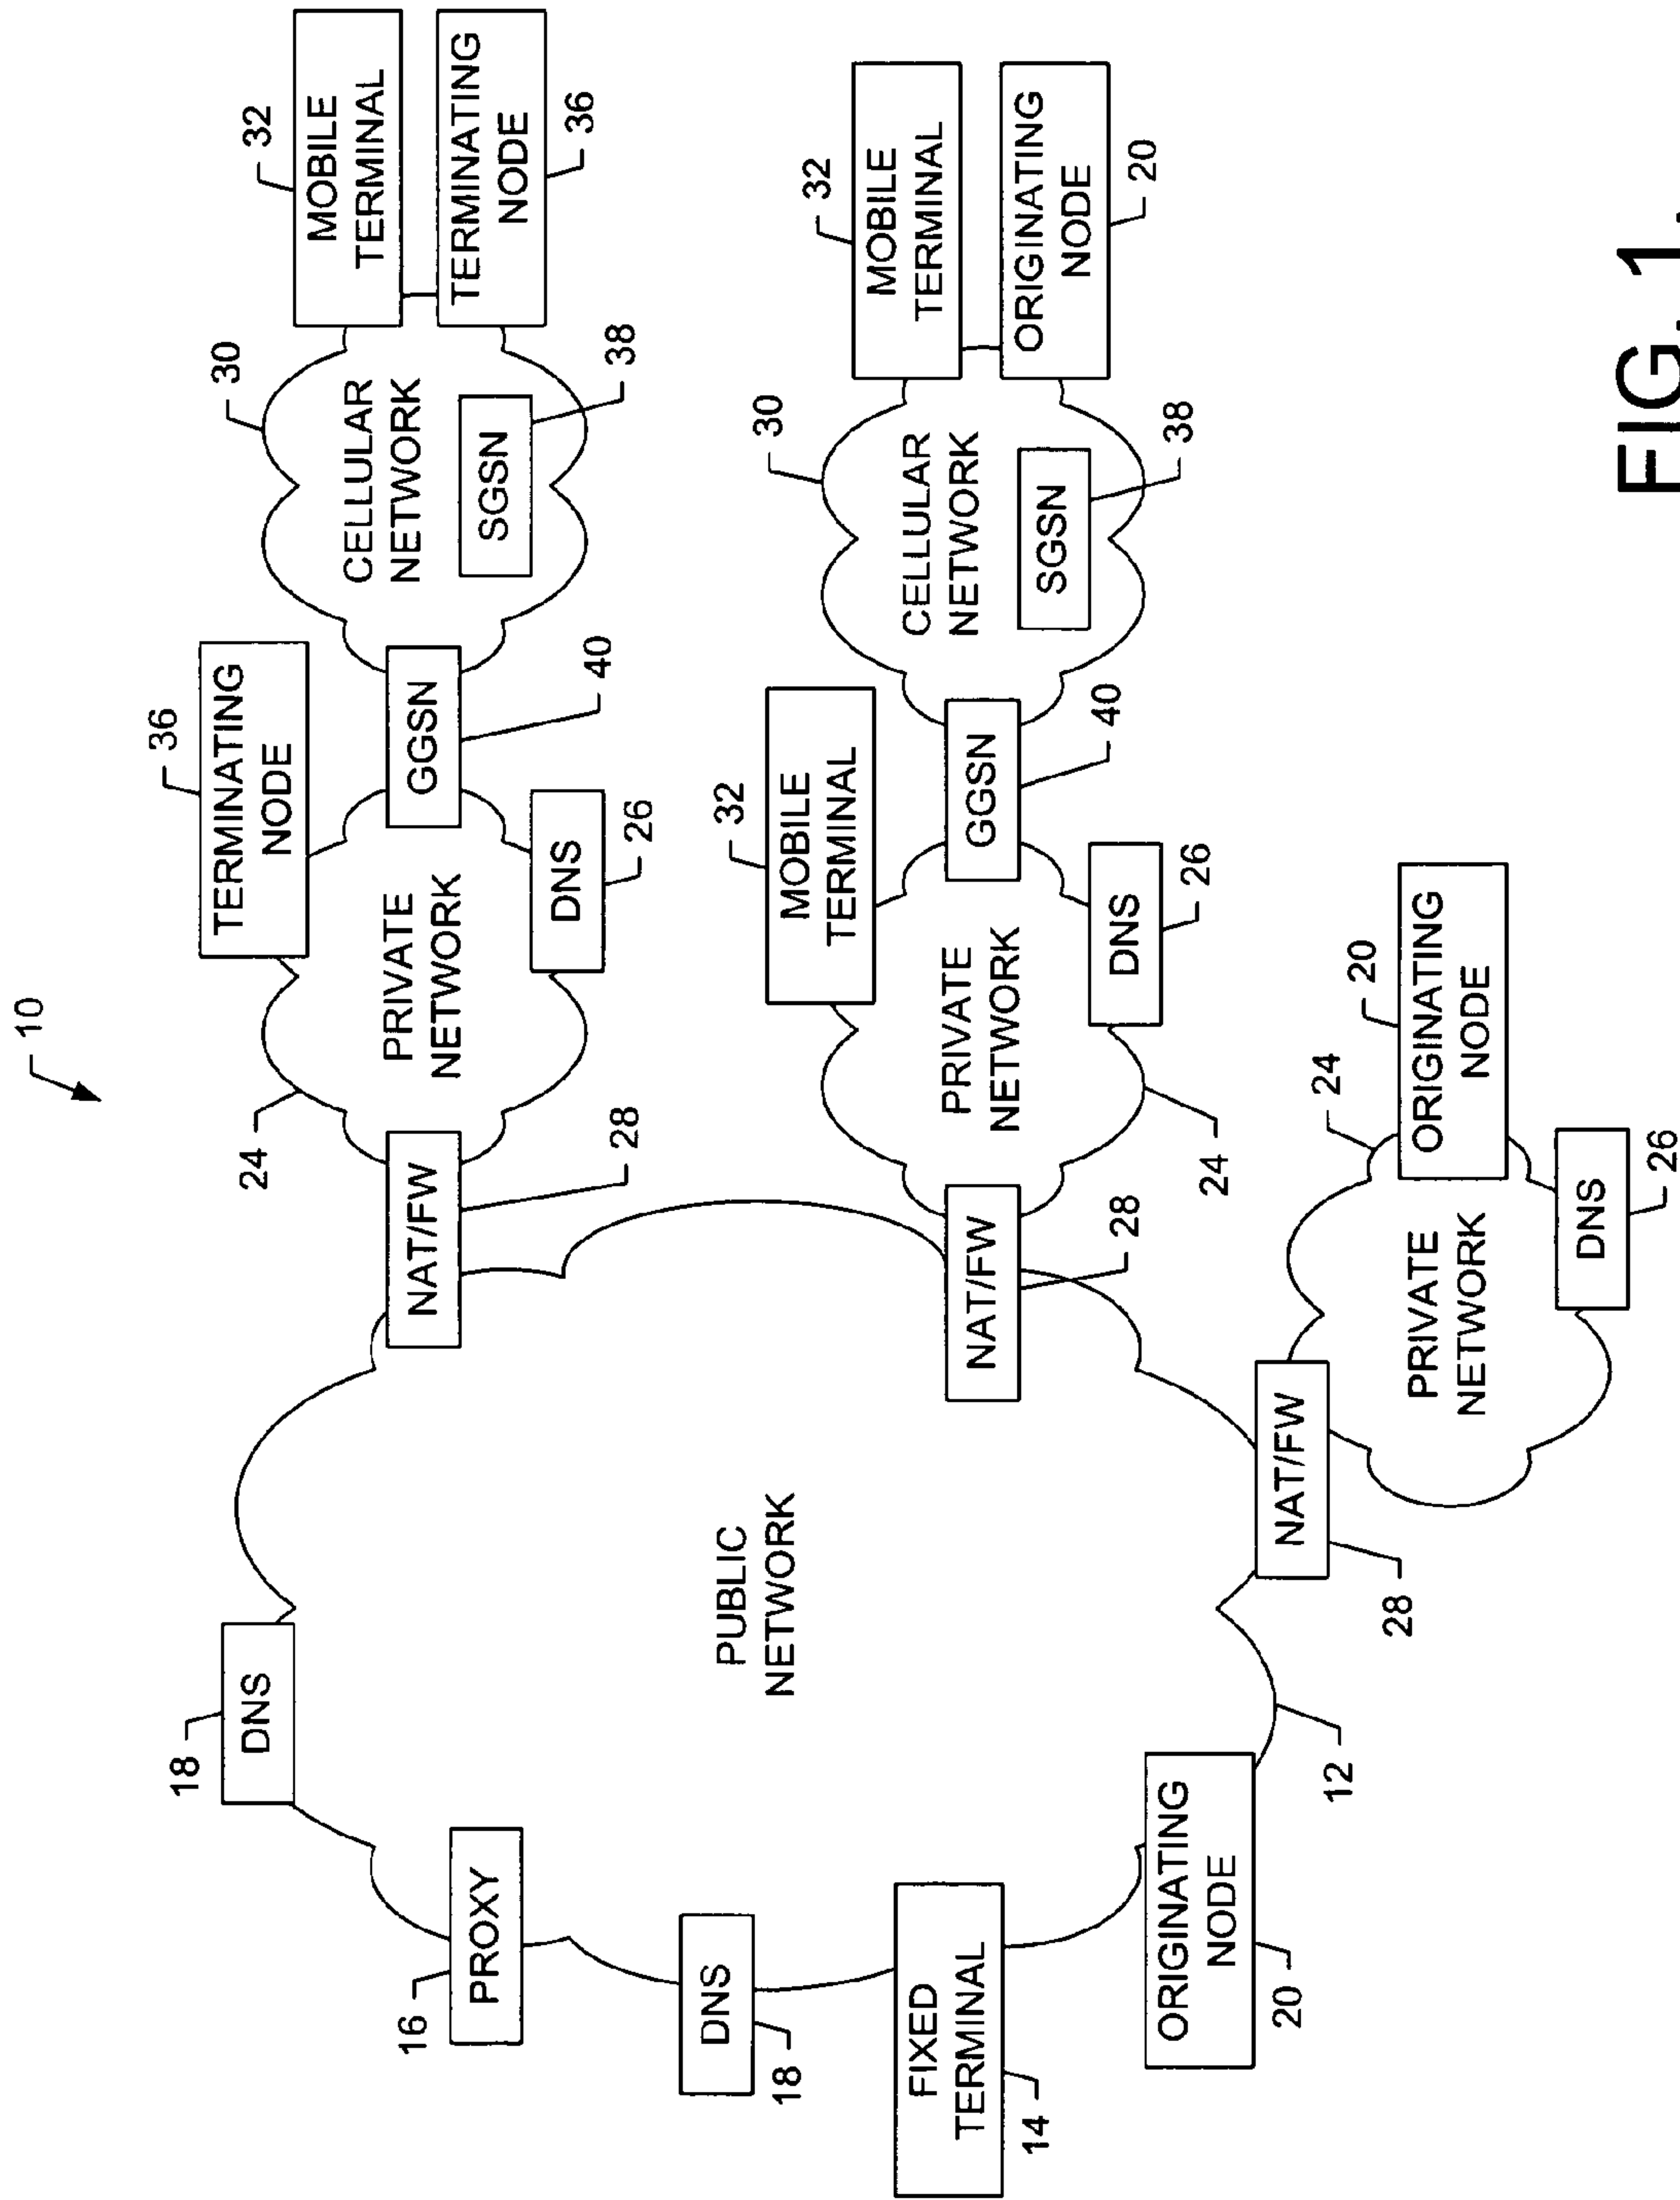 10
36
TERMINATING
NODE
24
PRIVATE
NETWORK
NAT/FW
28
DNS
26
GGSN
40
30
CELLULAR
NETWORK
SGSN
38
32
MOBILE
TERMINAL
TERMINATING
NODE
36
18
DNS
16
PROXY
DNS
18
FIXED
TERMINAL
14
ORIGINATING
NODE
20
PUBLIC
NETWORK
12
NAT/FW
28
32
MOBILE
TERMINAL
PRIVATE
NETWORK
24
DNS
26
GGSN
40
30
CELLULAR
NETWORK
SGSN
38
32
MOBILE
TERMINAL
ORIGINATING
NODE
20
NAT/FW
28
PRIVATE
NETWORK
24
20
ORIGINATING
NODE
DNS
26
FIG. 1.